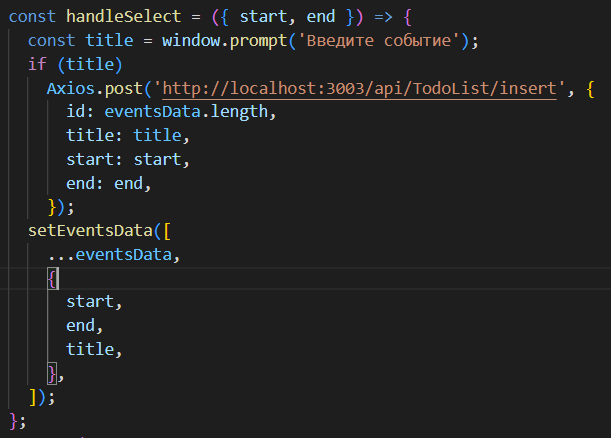 const handleSelect = ({ start, end }) => {
const title = window.prompt('Введите событие');
if (title)
Axios.post('http://localhost:3003/api/TodoList/insert', {
id: eventsData.length,
title: title,
start: start,
end: end,
});
setEventsData([
...eventsData,
{
start,
end,
title,
},
]);
};